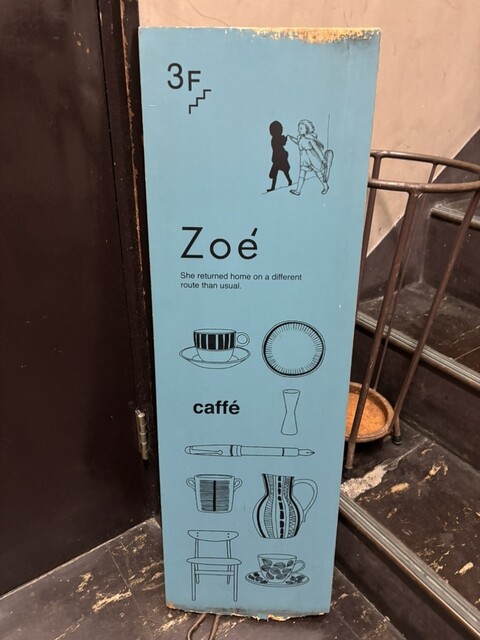 3F
Zoé
She returned home on a different
route than usual.
caffé